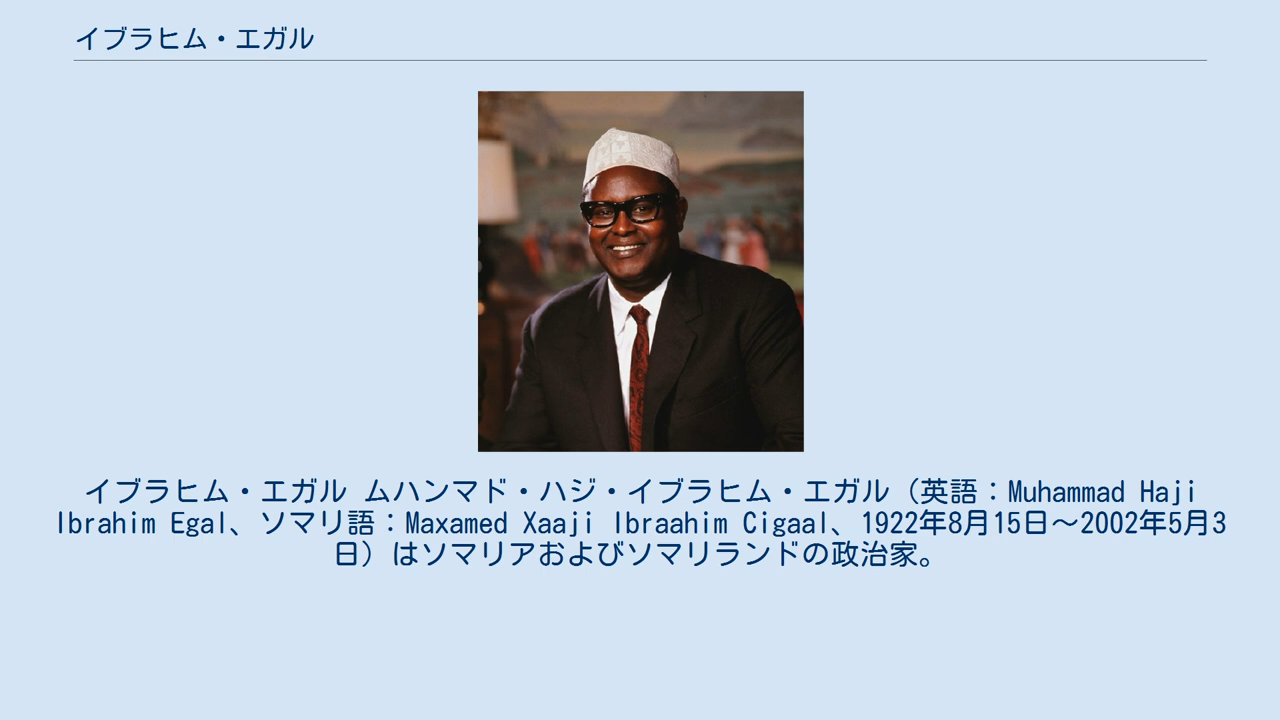 イブラヒム・エガル
イブラヒム・エガル ムハンマド・ハジ・イブラヒム・エガル（英語：Muhammad Haji
Ibrahim Egal、ソマリ語：Maxamed Xaaji Ibraahim Cigaal、1922年8月15日～2002年5月3
日）はソマリアおよびソマリランドの政治家。